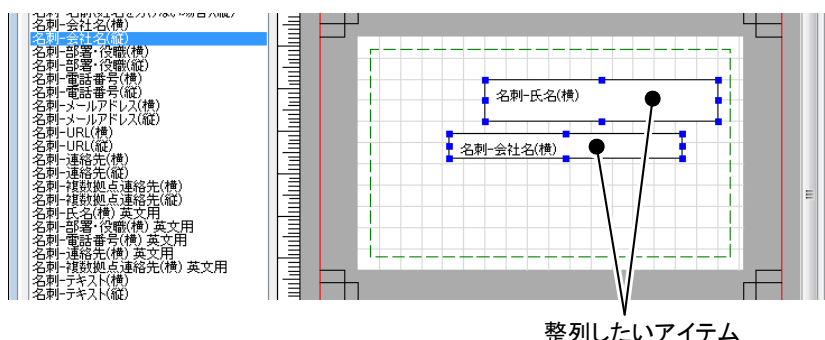 名刺-会社名(横)
名刺-会社名(縦)
名刺-部署・役職(横)
名刺-部署・役職(縦)
名刺-電話番号(横)
名刺-電話番号(縦)
名刺-メールアドレス(横)
名刺-メールアドレス(縦)
名刺-URL(横)
名刺-URL(縦)
名刺-連絡先(横)
名刺-連絡先(縦)
名刺-複数拠点連絡先(横)
名刺-複数拠点連絡先(縦)
名刺-氏名(横) 英文用
名刺-部署・役職(横) 英文用
名刺-電話番号(横) 英文用
名刺-連絡先(横) 英文用
名刺-複数拠点連絡先(横) 英文用
名刺-テキスト(横)
名刺-テキスト(縦)
名刺-氏名(横)
名刺-会社名(横)
整列したいアイテム